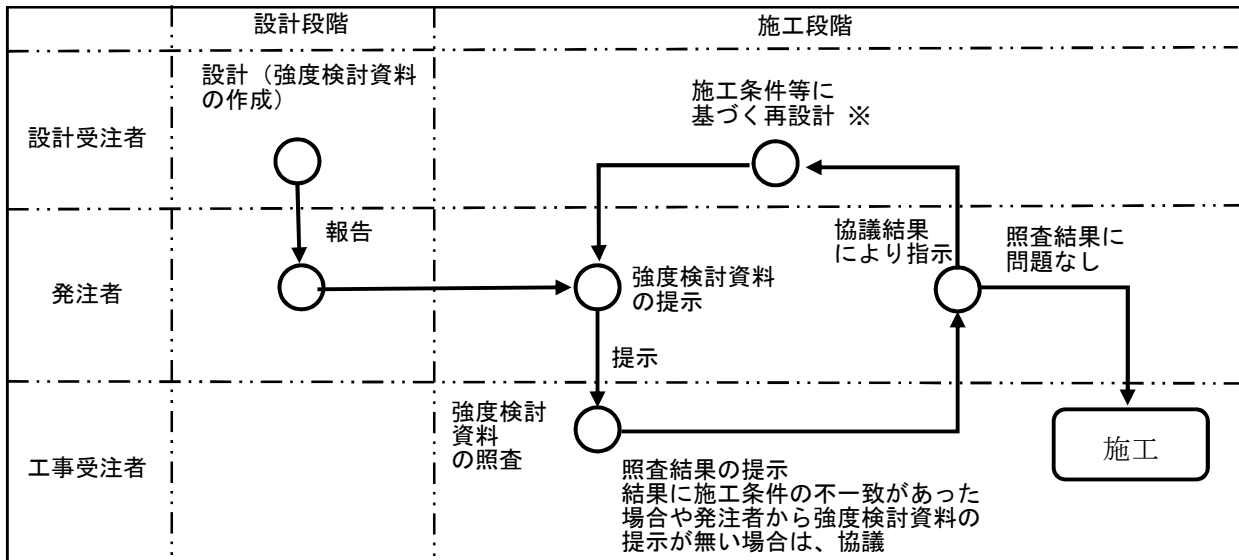 設計段階
施工段階
設計受注者
設計（強度検討資料
の作成）
施工条件等に
基づく再設計 ※
発注者
報告
強度検討資料
の提示
協議結果
により指示
照査結果に
問題なし
提示
工事受注者
強度検討
資料
の照査
照査結果の提示
結果に施工条件の不一致があった
場合や発注者から強度検討資料の
提示が無い場合は、協議
施工